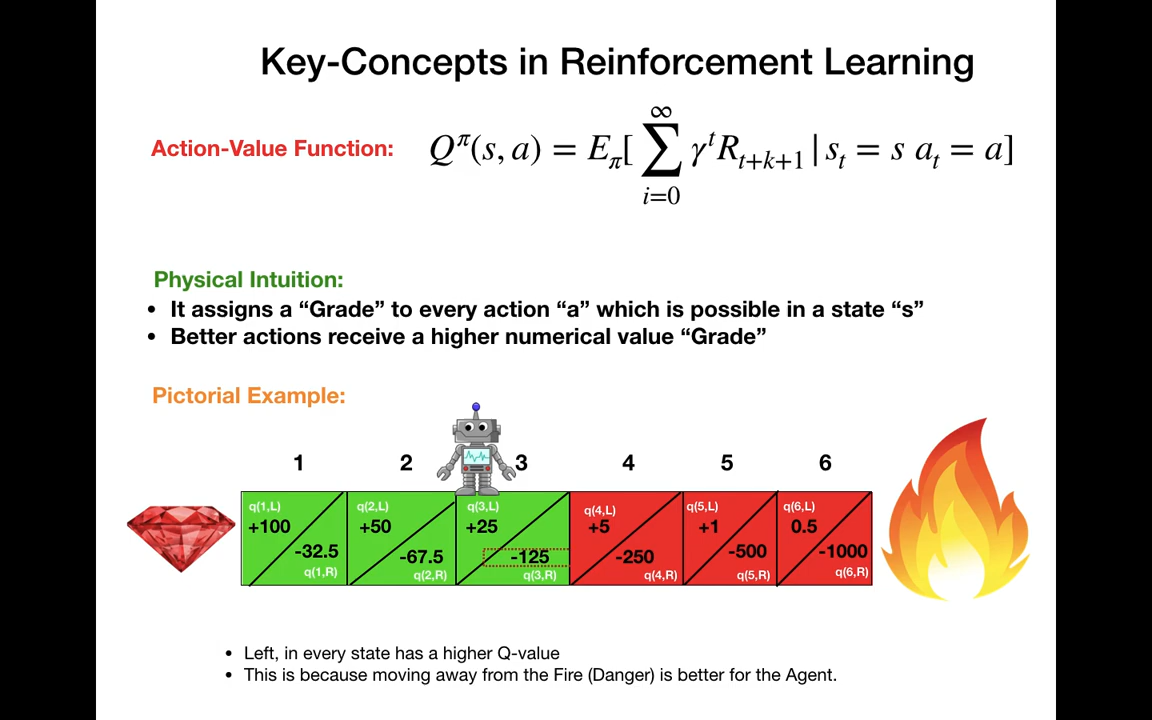 Key-Concepts in Reinforcement Learning
Action-Value Function: Q^π(s, a) = E_π[ ∑_{i=0}^{∞} γ^t R_{t+k+1} | s_t = s a_t = a]
Physical Intuition:
• It assigns a “Grade” to every action “a” which is possible in a state “s”
• Better actions receive a higher numerical value “Grade”
Pictorial Example:
1 2 3 4 5 6
q(1,L) q(2,L) q(3,L) q(4,L) q(5,L) q(6,L)
+100 +50 +25 +5 +1 0.5
-32.5 -67.5 -125 -250 -500 -1000
q(1,R) q(2,R) q(3,R) q(4,R) q(5,R) q(6,R)
• Left, in every state has a higher Q-value
• This is because moving away from the Fire (Danger) is better for the Agent.